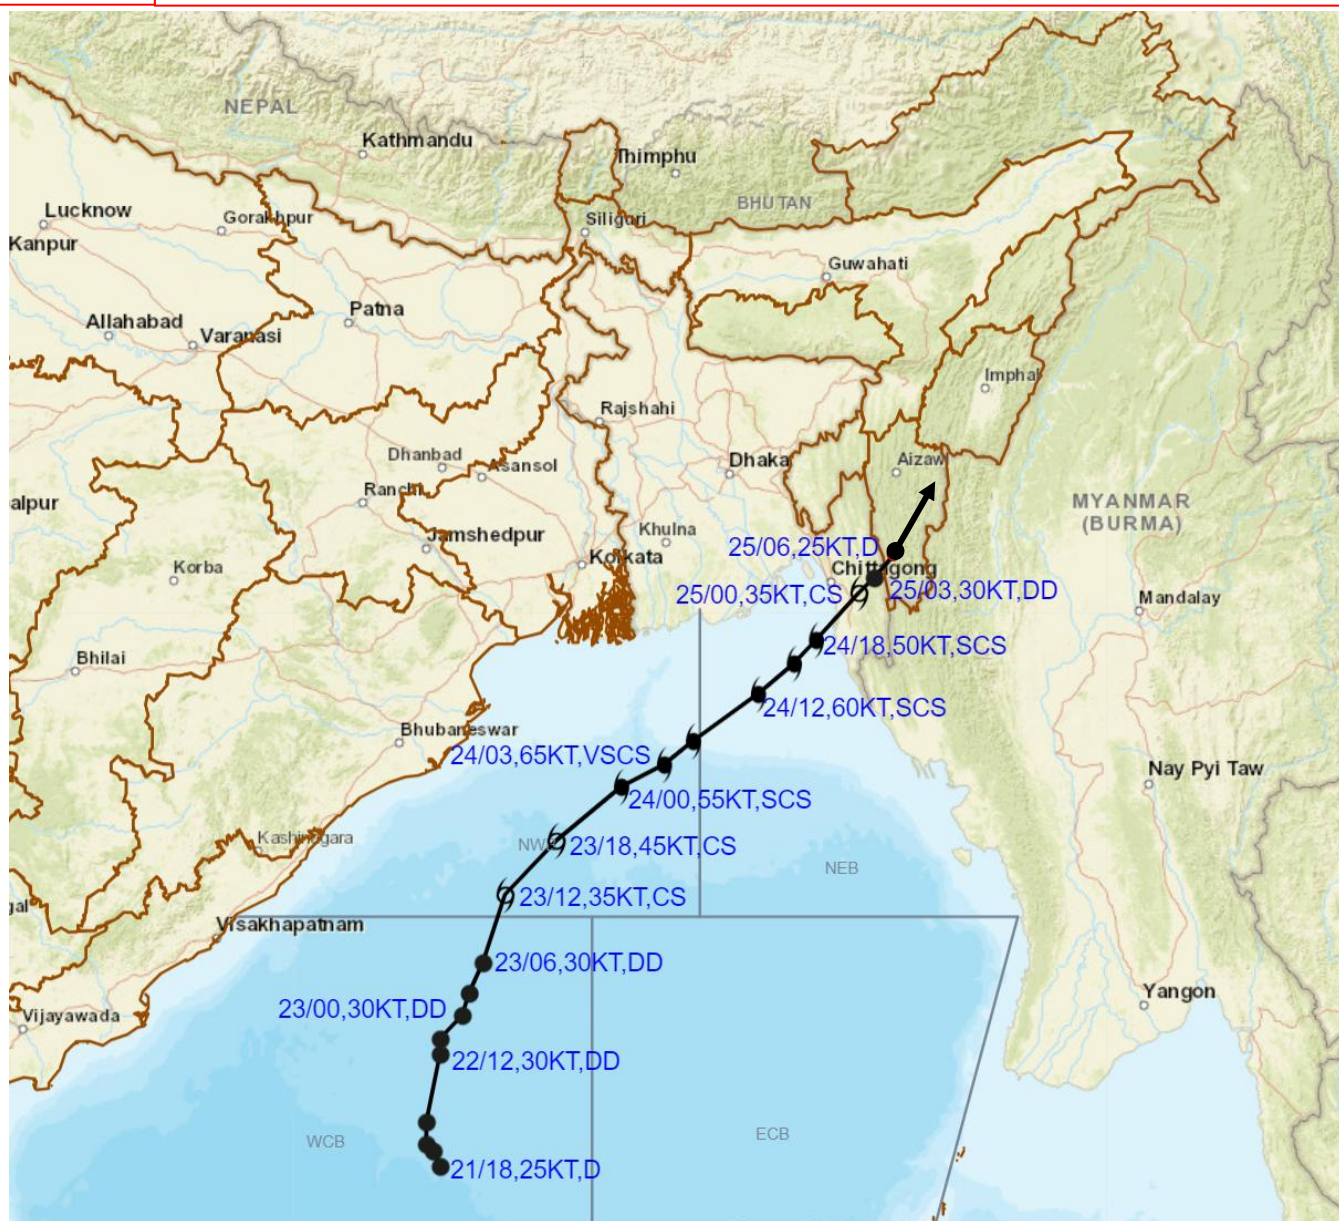 NEPAL
Kathmandu
Thimphu
BHUTAN
Lucknow
Gorakhpur
Siliguri
Kanpur
Guwahati
Patna
Allahabad
Varanasi
Imphal
Rajshahi
Dhanbad
Asansol
Dhaka
Aizawl
Ranchi
alpur
MYANMAR
(BURMA)
Khulna
Jamshedpur
Kolkata
25/06,25KT,D
Korba
Chittagong
25/00,35KT,CS
25/03,30KT,DD
Mandalay
24/18,50KT,SCS
Bhilai
24/12,60KT,SCS
Bhubaneswar
24/03,65KT,VSCS
Nay Pyi Taw
24/00,55KT,SCS
Kashinagara
23/18,45KT,CS
NEB
23/12,35KT,CS
gal
Visakhapatnam
23/06,30KT,DD
Yangon
23/00,30KT,DD
Vijayawada
22/12,30KT,DD
WCB
ECB
21/18,25KT,D